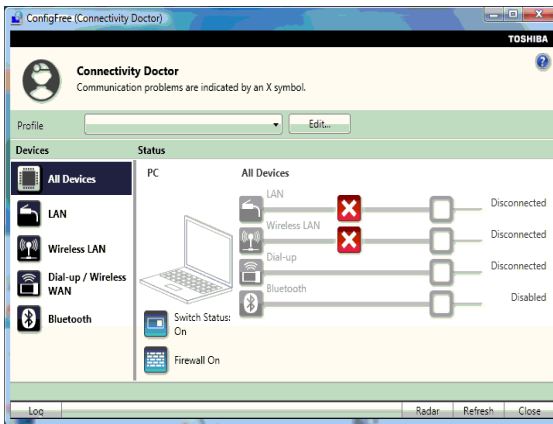 ConfigFree (Connectivity Doctor)
TOSHIBA
Connectivity Doctor
Communication problems are indicated by an X symbol.
Profile
Edit...
Devices
Status
All Devices
LAN
Wireless LAN
Dial-up / Wireless
WAN
Bluetooth
PC
Switch Status:
On
Firewall On
All Devices
LAN
Disconnected
Wireless LAN
Disconnected
Dial-up
Disconnected
Bluetooth
Disabled
Log
Radar
Refresh
Close